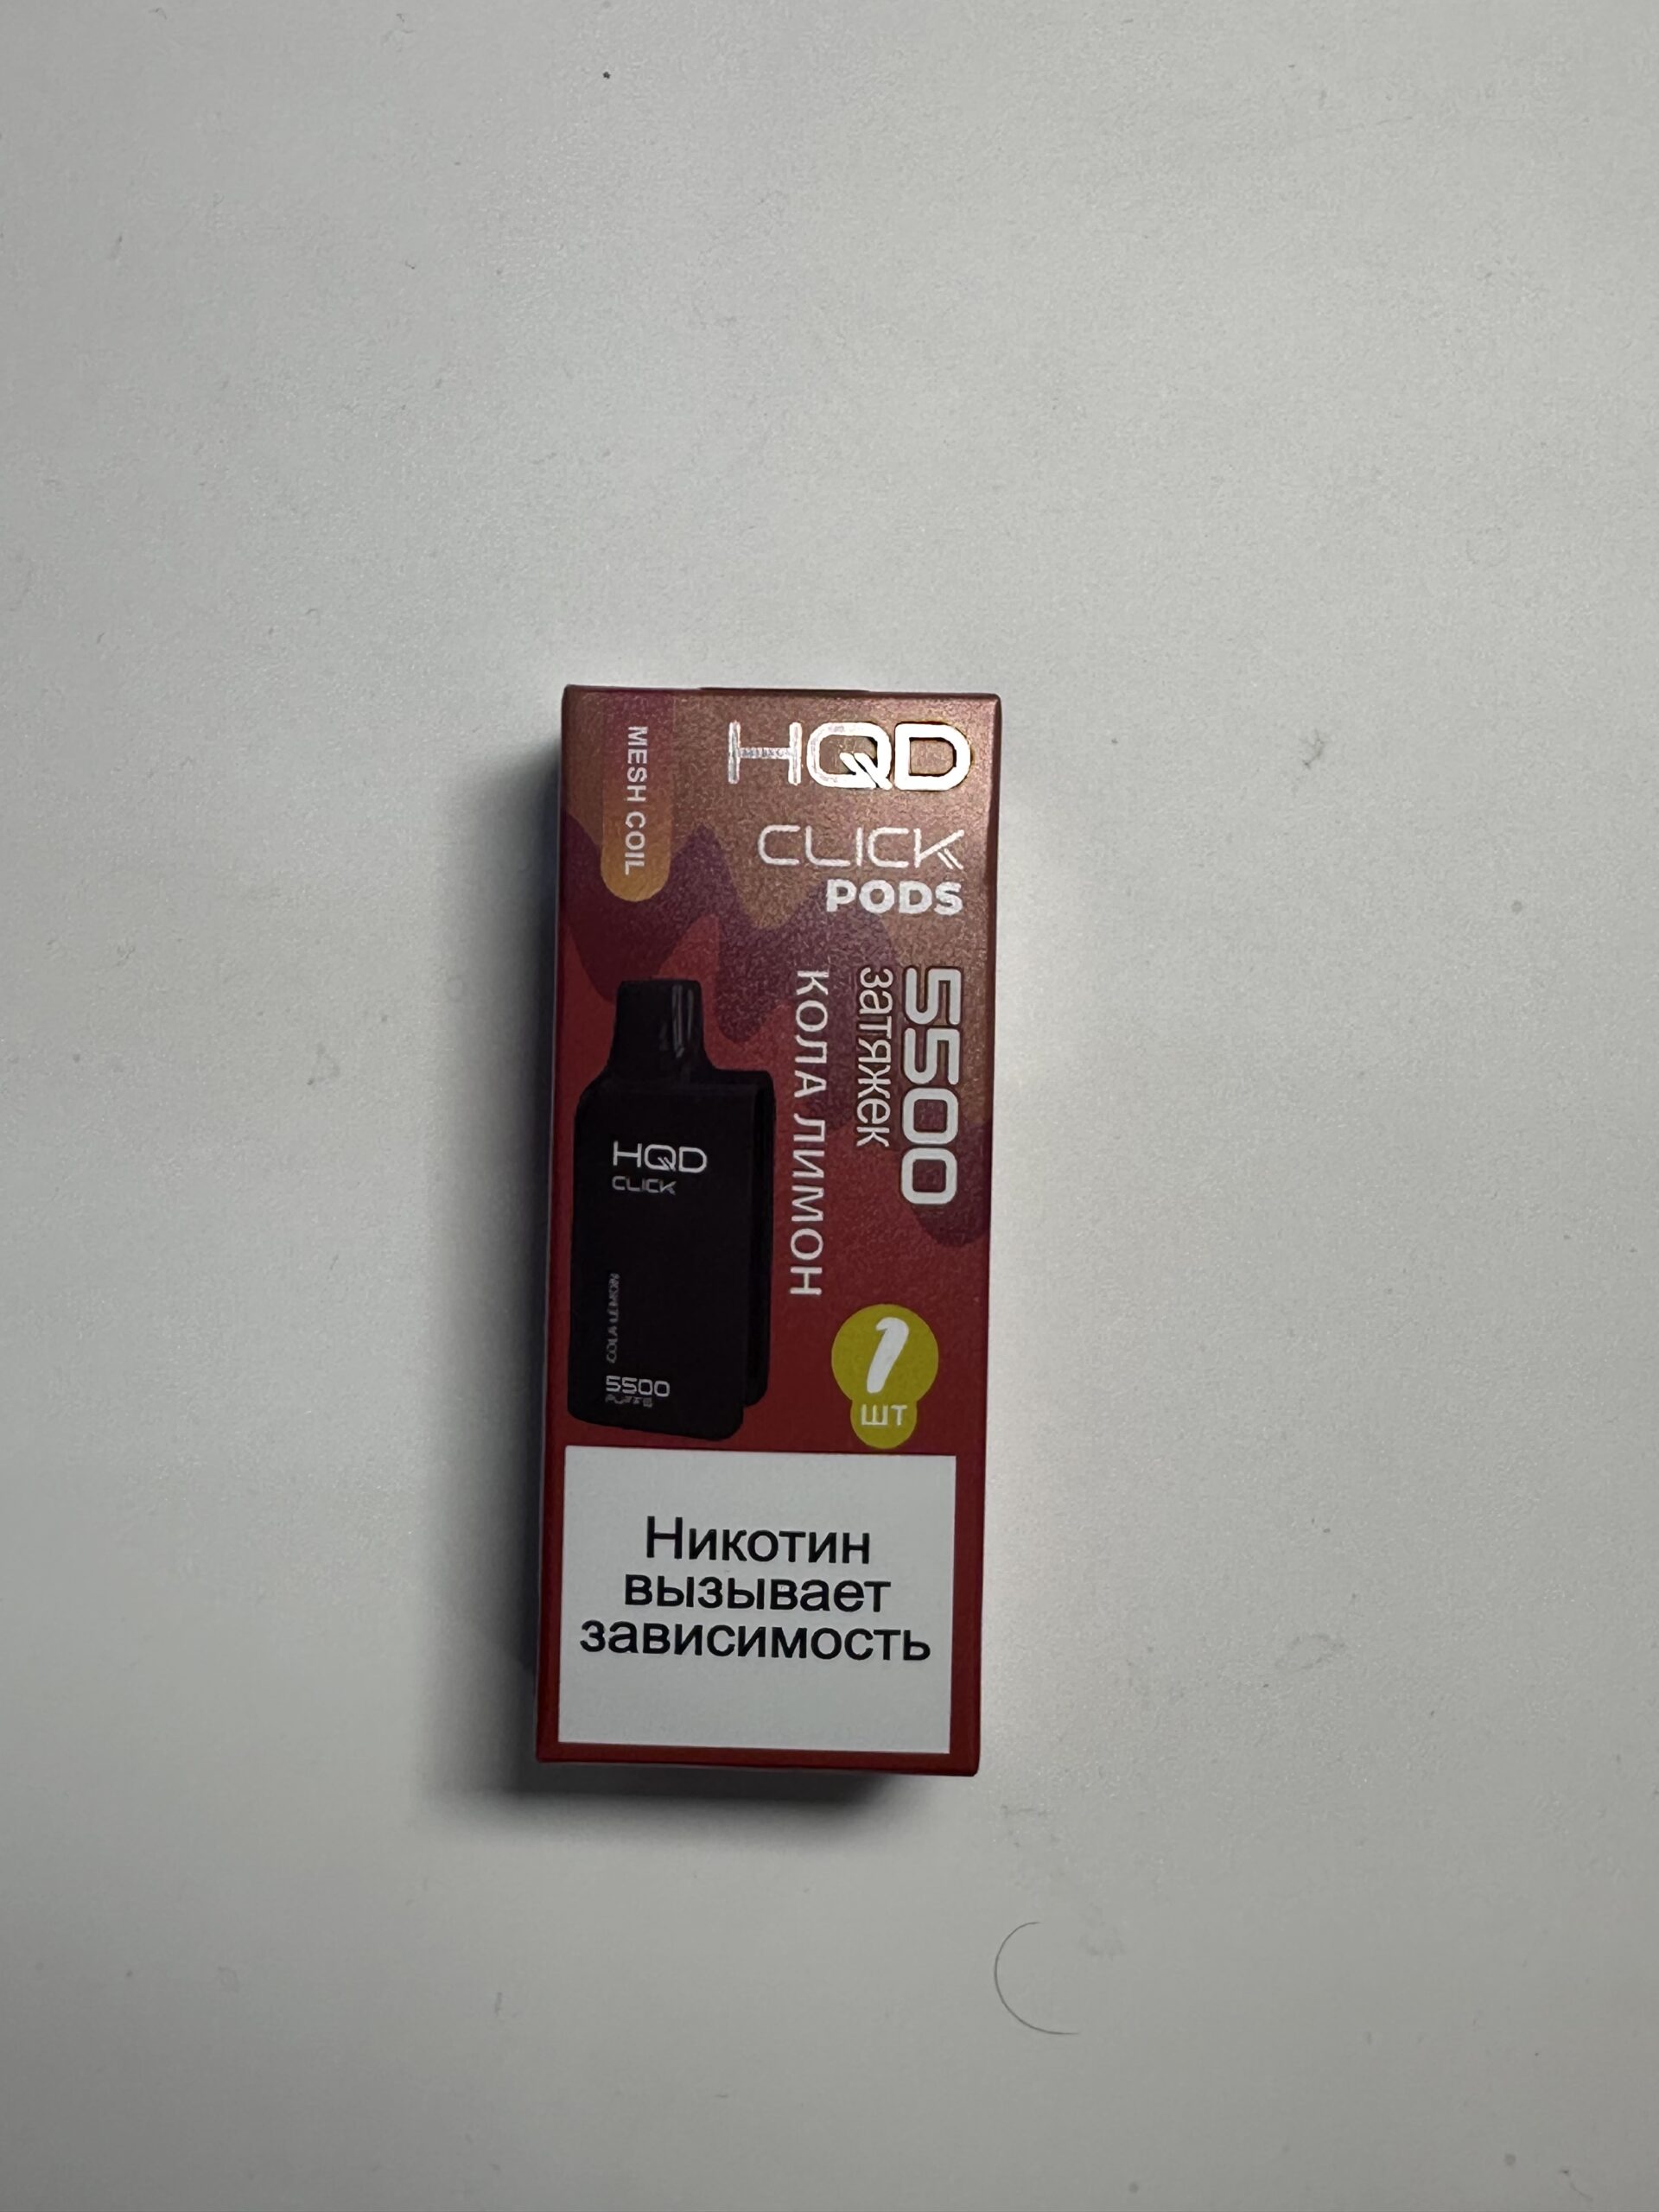 HQD
CLICK
PODS
MESH COIL
5500
затяжек
КОЛА ЛИМОН
HQD
CLICK
COLA LEMON
5500
PUFFS
1
ШТ
Никотин
вызывает
зависимость